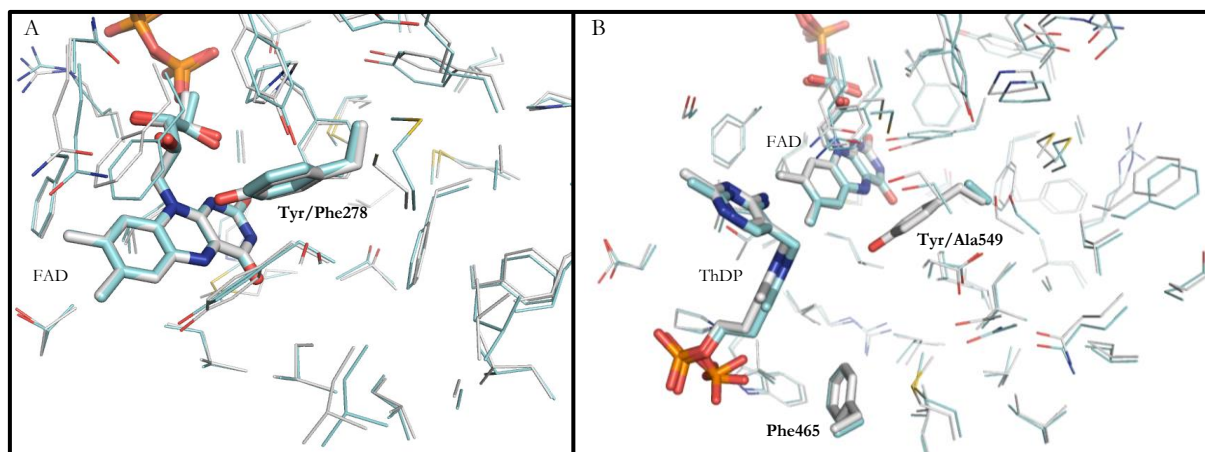 A
Tyr/Phe278
FAD
B
FAD
Tyr/Ala549
ThDP
Phe465